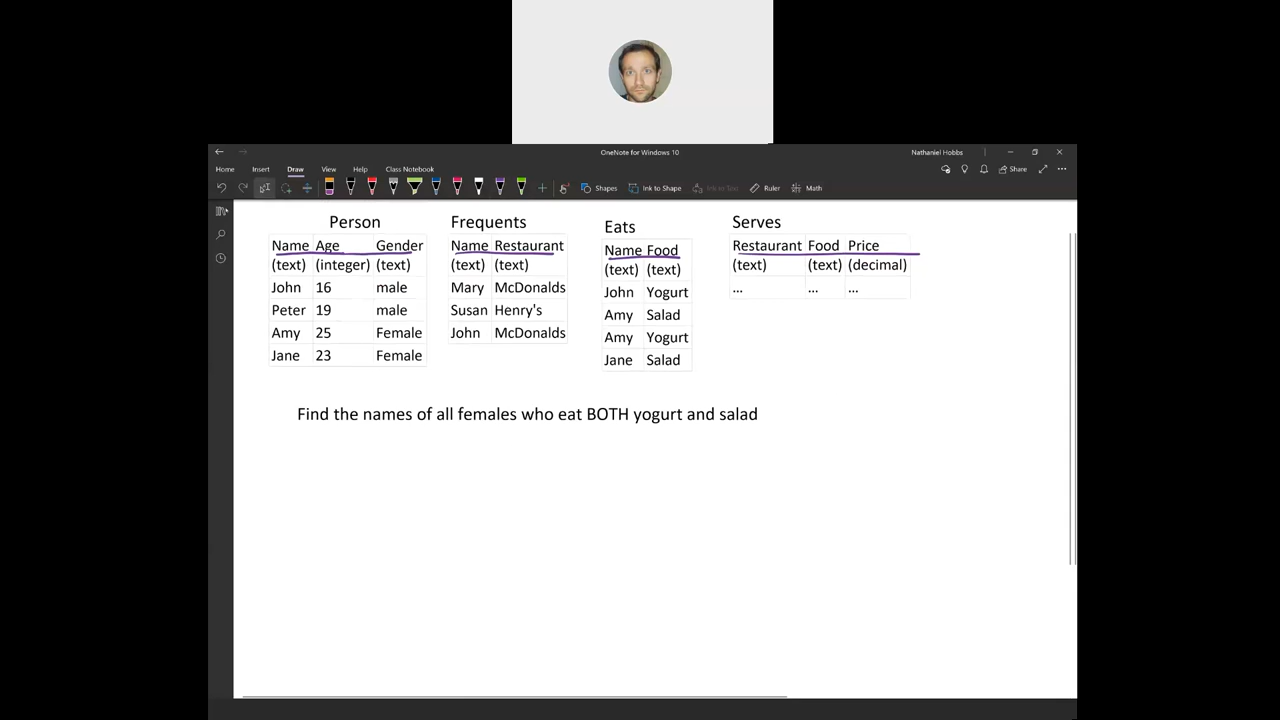 OneNote for Windows 10
Nathaniel Hobbs
Home Insert Draw View Help Class Notebook
Share
Shapes Ink to Shape Ink to Text Ruler Math
Person
Name Age Gender
(text) (integer) (text)
John 16 male
Peter 19 male
Amy 25 Female
Jane 23 Female
Frequents
Name Restaurant
(text) (text)
Mary McDonalds
Susan Henry's
John McDonalds
Eats
Name Food
(text) (text)
John Yogurt
Amy Salad
Amy Yogurt
Jane Salad
Serves
Restaurant Food Price
(text) (text) (decimal)
... ... ...
Find the names of all females who eat BOTH yogurt and salad